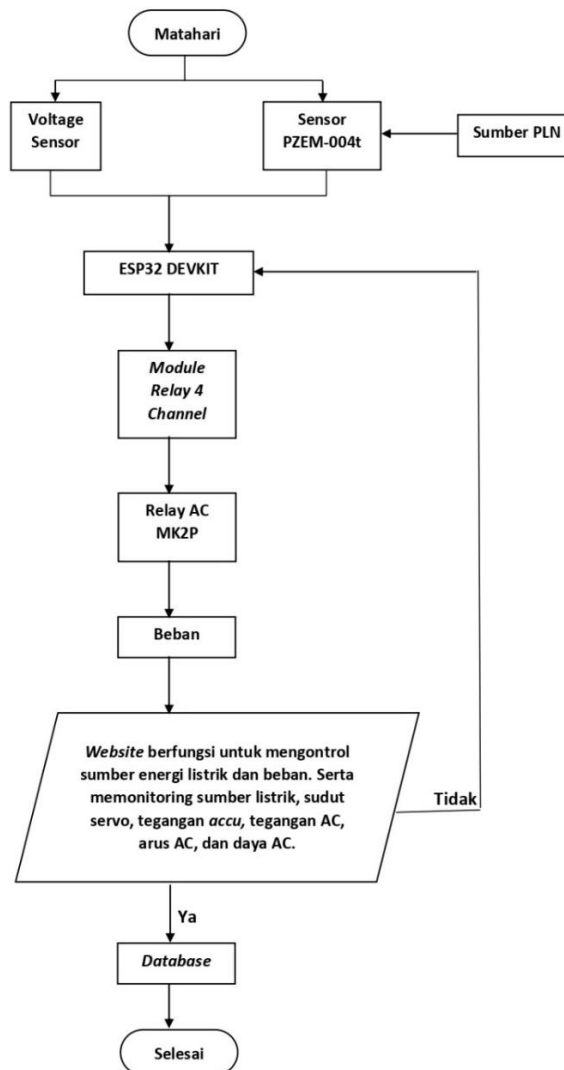 Matahari
Voltage
Sensor
Sensor
PZEM-004t
Sumber PLN
ESP32 DEVKIT
Module
Relay 4
Channel
Relay AC
MK2P
Beban
Website berfungsi untuk mengontrol
sumber energi listrik dan beban. Serta
memonitoring sumber listrik, sudut
servo, tegangan accu, tegangan AC,
arus AC, dan daya AC.
Tidak
Ya
Database
Selesai